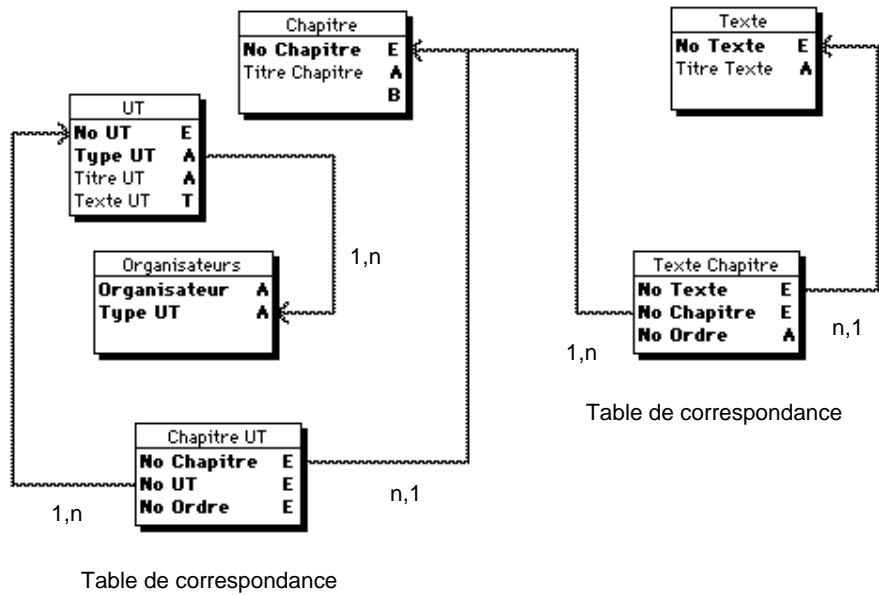 Chapitre
No Chapitre E
Titre Chapitre A
B
Texte
No Texte E
Titre Texte A
UT
No UT E
Type UT A
Titre UT A
Texte UT T
1,n
Organisateurs
Organisateur A
Type UT A
Texte Chapitre
No Texte E
No Chapitre E
No Ordre A
1,n
n,1
Table de correspondance
Chapitre UT
No Chapitre E
No UT E
No Ordre E
1,n
n,1
Table de correspondance